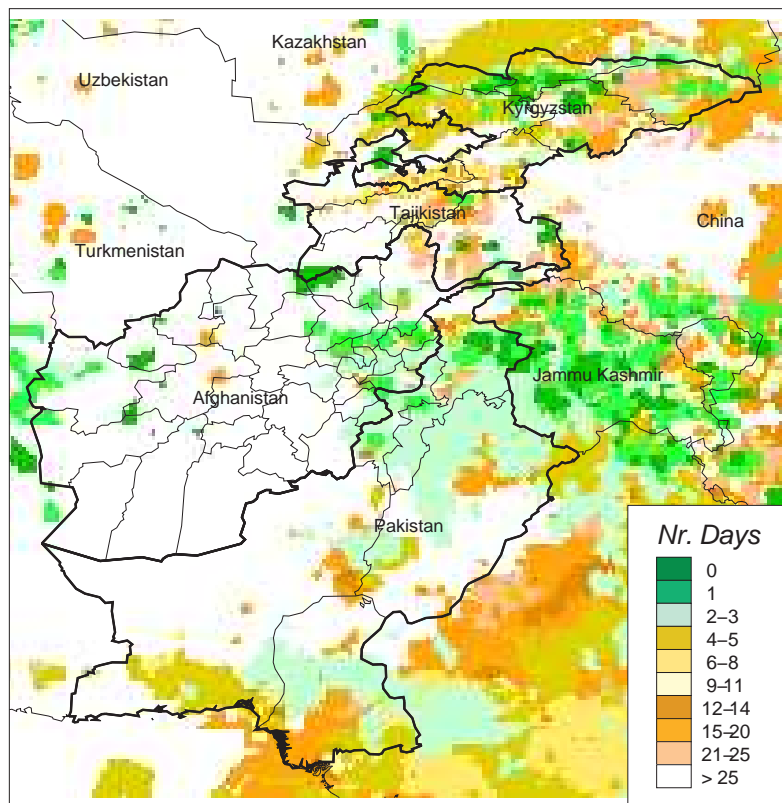 Kazakhstan
Uzbekistan
Kyrgyzstan
Tajikistan
China
Turkmenistan
Jammu Kashmir
Afghanistan
Pakistan
Nr. Days
0
1
2–3
4–5
6–8
9–11
12–14
15–20
21–25
> 25